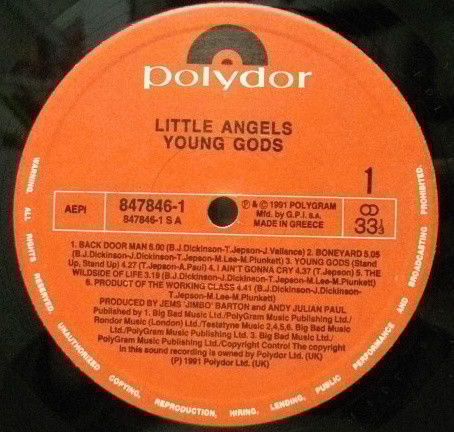 polydor
LITTLE ANGELS
YOUNG GODS
1
AEPI
847846-1
847846-1 S A
℗ & © 1991 POLYGRAM
Mfd. by G.P.I. s.a.
MADE IN GREECE
33 1/3
1. BACK DOOR MAN 6.00 (B.J.Dickinson-T.Jepson-J.Vallance) 2. BONEYARD 5.05
(B.J.Dickinson-J.Dickinson-T.Jepson-M.Lee-M.Plunkett) 3. YOUNG GODS (Stand
Up, Stand Up) 4.27 (T.Jepson-A.Paul) 4. I AIN'T GONNA CRY 4.37 (T.Jepson) 5. THE
WILDSIDE OF LIFE 3.19 (B.J.Dickinson-J.Dickinson-T.Jepson-M.Lee-M.Plunkett)
6. PRODUCT OF THE WORKING CLASS 4.41 (B.J.Dickinson-J.Dickinson-
T.Jepson-M.Lee-M.Plunkett)
PRODUCED BY JEMS 'JIMBO' BARTON and ANDY JULIAN PAUL
Published by 1. Big Bad Music Ltd./PolyGram Music Publishing Ltd./
Rondor Music (London) Ltd./Testatyne Music 2,4,5,6. Big Bad Music
Ltd./PolyGram Music Publishing Ltd. 3. Big Bad Music Ltd./
PolyGram Music Publishing Ltd./Copyright Control The copyright
in this sound recording is owned by Polydor Ltd. (UK)
(P) 1991 Polydor Ltd. (UK)
WARNING ALL RIGHTS RESERVED. UNAUTHORIZED COPYING, REPRODUCTION, HIRING, LENDING, PUBLIC PERFORMANCE AND BROADCASTING PROHIBITED.